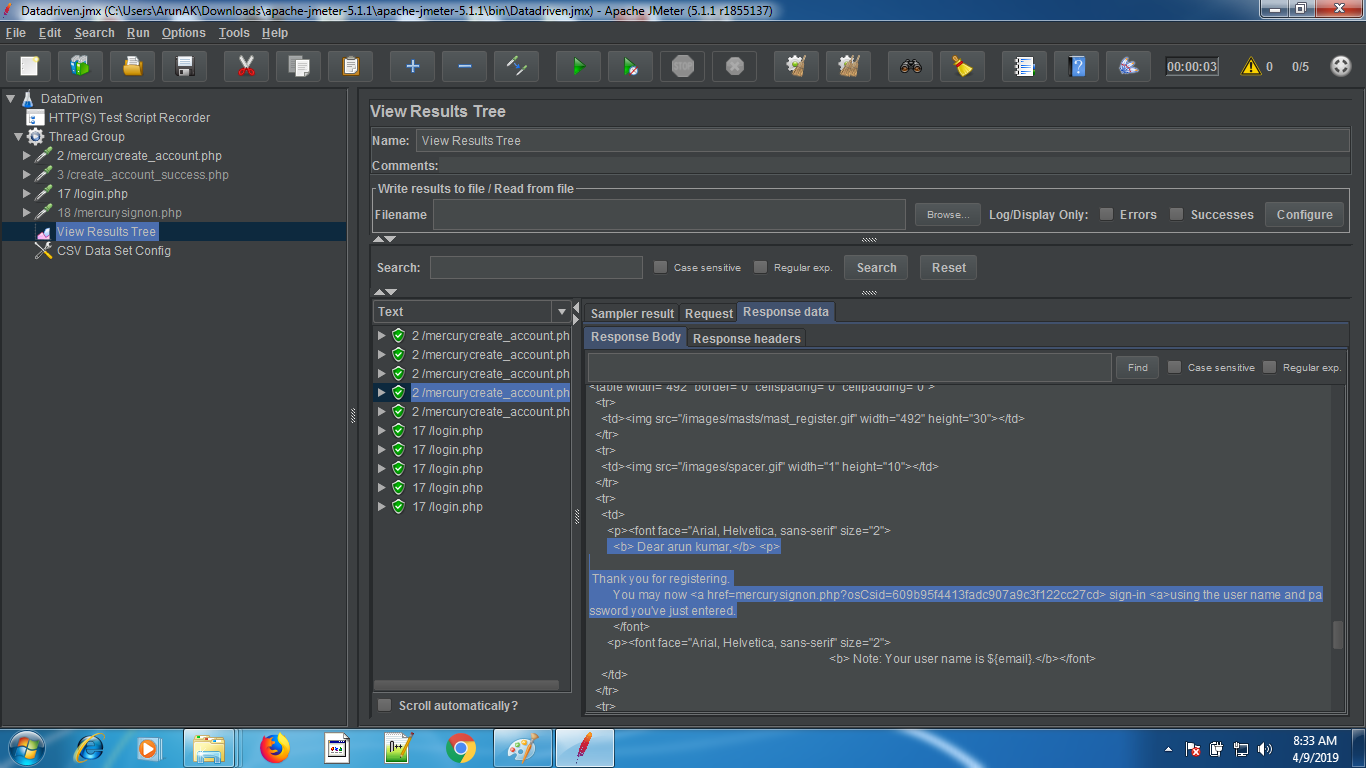 Datadriven.jmx (C:\Users\ArunAK\Downloads\apache-jmeter-5.1.1\apache-jmeter-5.1.1\bin\Datadriven.jmx) - Apache JMeter (5.1.1 r1855137)
File Edit Search Run Options Tools Help
STOP 00:00:03 0 0/5
DataDriven
HTTP(S) Test Script Recorder
Thread Group
2 /mercurycreate_account.php
3 /create_account_success.php
17 /login.php
18 /mercurysignon.php
View Results Tree
CSV Data Set Config
View Results Tree
Name: View Results Tree
Comments:
Write results to file / Read from file
Filename Browse... Log/Display Only: Errors Successes Configure
Search: Case sensitive Regular exp. Search Reset
Text
2 /mercurycreate_account.ph
2 /mercurycreate_account.ph
2 /mercurycreate_account.ph
2 /mercurycreate_account.ph
2 /mercurycreate_account.ph
17 /login.php
17 /login.php
17 /login.php
17 /login.php
17 /login.php
Scroll automatically?
Sampler result Request Response data
Response Body Response headers
Find Case sensitive Regular exp.
<table width="492" border="0" cellspacing="0" cellpadding="0">
<tr>
<td><img src="/images/masts/mast_register.gif" width="492" height="30"></td>
</tr>
<tr>
<td><img src="/images/spacer.gif" width="1" height="10"></td>
</tr>
<tr>
<td>
<p><font face="Arial, Helvetica, sans-serif" size="2">
<b> Dear arun kumar,</b> <p>
Thank you for registering.
You may now <a href=mercurysignon.php?osCsid=609b95f4413fadc907a9c3f122cc27cd> sign-in <a>using the user name and pa
ssword you've just entered.
</font>
<p><font face="Arial, Helvetica, sans-serif" size="2">
<b> Note: Your user name is ${email}.</b></font>
</td>
</tr>
<tr>
8:33 AM
4/9/2019